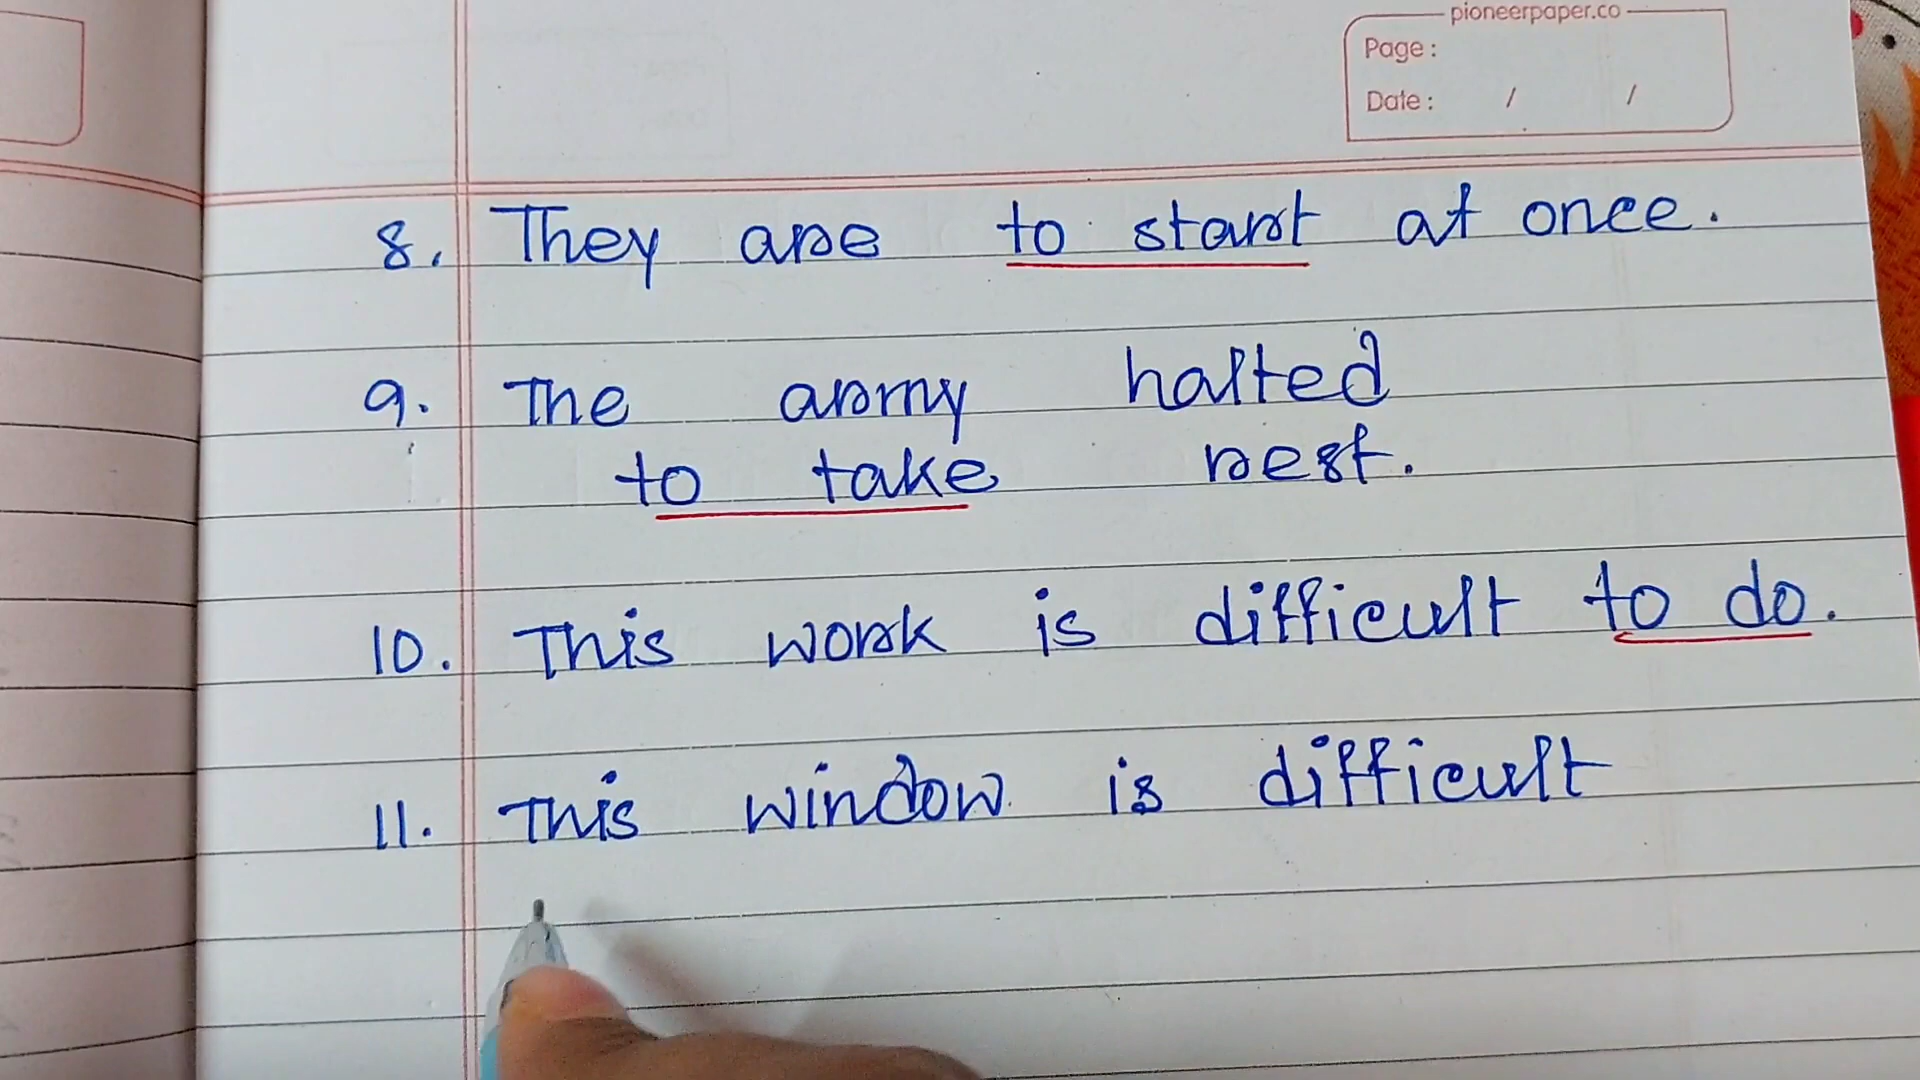 pioneerpaper.co
Page :
Date : / /
8. They are to start at once.
9. The army halted
to take rest.
10. This work is difficult to do.
11. This window is difficult